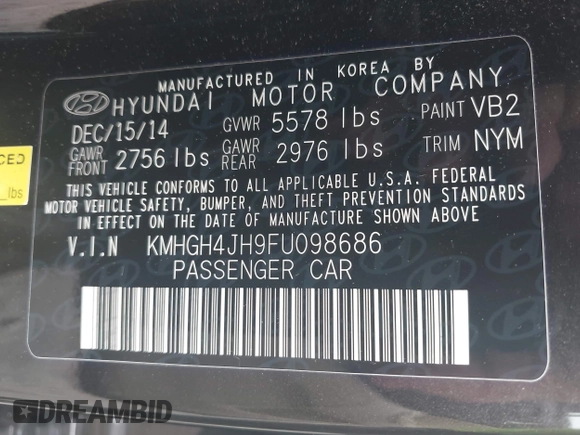 MANUFACTURED IN KOREA BY
HYUNDAI MOTOR COMPANY
DEC/15/14 GVWR 5578 lbs PAINT VB2
GAWR FRONT 2756 lbs GAWR REAR 2976 lbs TRIM NYM
THIS VEHICLE CONFORMS TO ALL APPLICABLE U.S.A. FEDERAL
MOTOR VEHICLE SAFETY, BUMPER, AND THEFT PREVENTION STANDARDS
IN EFFECT ON THE DATE OF MANUFACTURE SHOWN ABOVE.
V.I.N KMHGH4JH9FU098686
PASSENGER CAR
lbs
DREAMBID